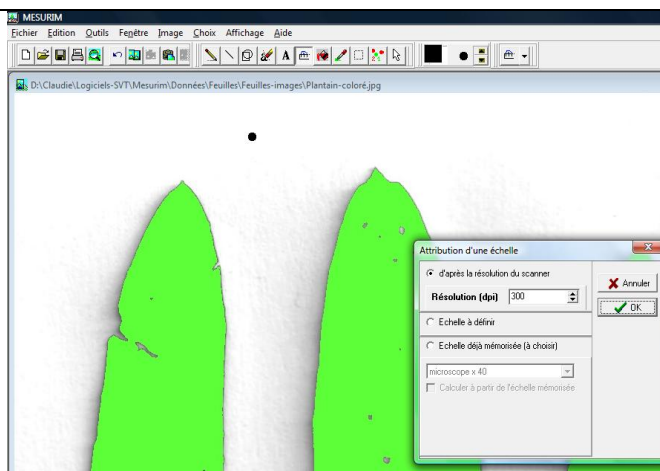 MESURIM
Fichier Edition Outils Fenêtre Image Choix Affichage Aide
A
D:\Claudie\Logiciels-SVT\Mesurim\Données\Feuilles\Feuilles-images\Plantain-coloré.jpg
Attribution d'une échelle
d'après la résolution du scanner
Résolution (dpi) 300
Annuler
OK
Echelle à définir
Echelle déjà mémorisée (à choisir)
microscope x 40
Calculer à partir de l'échelle mémorisée